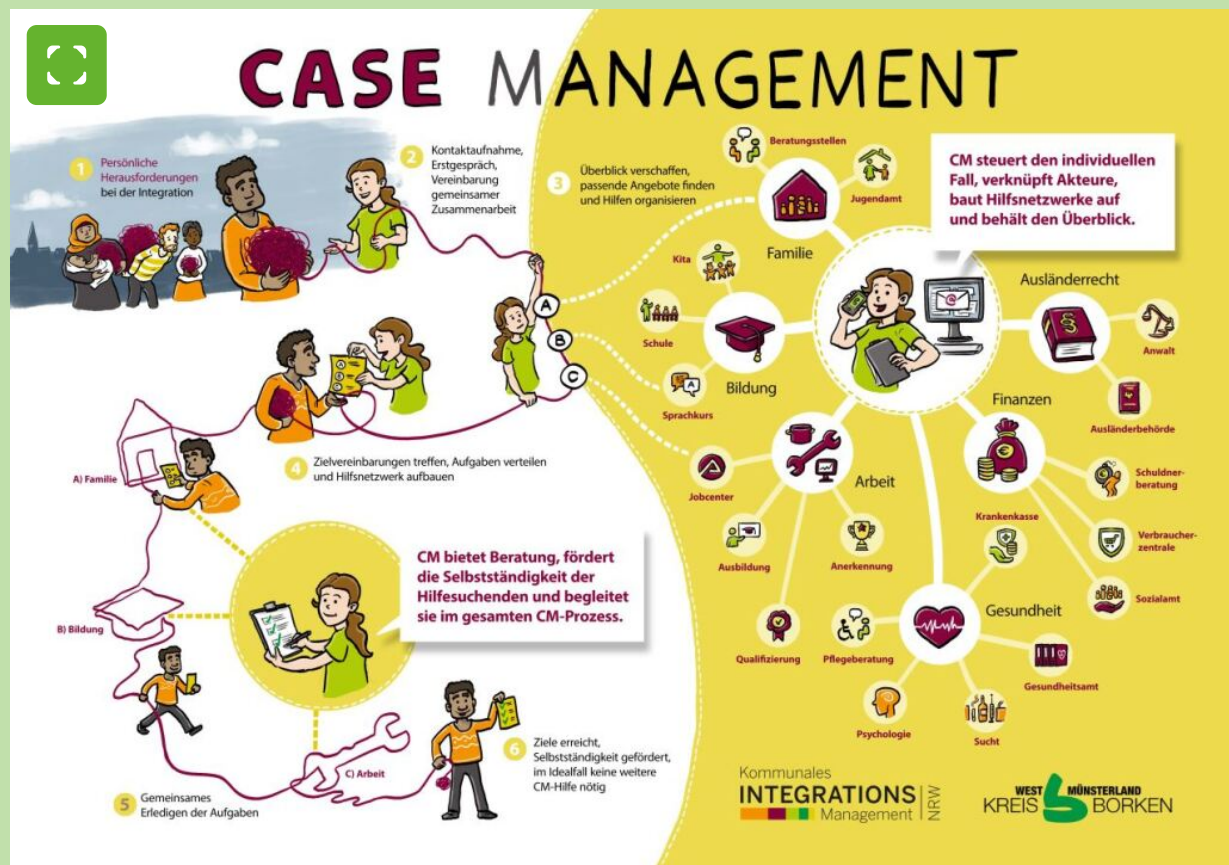 CASE MANAGEMENT
1 Persönliche
Herausforderungen
bei der Integration
2 Kontaktaufnahme,
Erstgespräch,
Vereinbarung
gemeinsamer
Zusammenarbeit
3 Überblick verschaffen,
passende Angebote finden
und Hilfen organisieren
A
B
C
4 Zielvereinbarungen treffen, Aufgaben verteilen
und Hilfsnetzwerk aufbauen
A) Familie
B) Bildung
C) Arbeit
CM bietet Beratung, fördert
die Selbstständigkeit der
Hilfesuchenden und begleitet
sie im gesamten CM-Prozess.
5 Gemeinsames
Erledigen der Aufgaben
6 Ziele erreicht,
Selbstständigkeit gefördert,
im Idealfall keine weitere
CM-Hilfe nötig
CM steuert den individuellen
Fall, verknüpft Akteure,
baut Hilfsnetzwerke auf
und behält den Überblick.
Beratungsstellen
Jugendamt
Familie
Kita
Schule
Sprachkurs
A
Bildung
Ausländerrecht
§
Anwalt
Ausländerbehörde
Finanzen
€
Schuldner-
beratung
Verbraucher-
zentrale
Sozialamt
Arbeit
Jobcenter
Ausbildung
Anerkennung
Qualifizierung
Krankenkasse
Gesundheit
Pflegeberatung
Psychologie
Sucht
Gesundheitsamt
@
Kommunales
INTEGRATIONS
Management
NRW
WEST MÜNSTERLAND
KREIS BORKEN